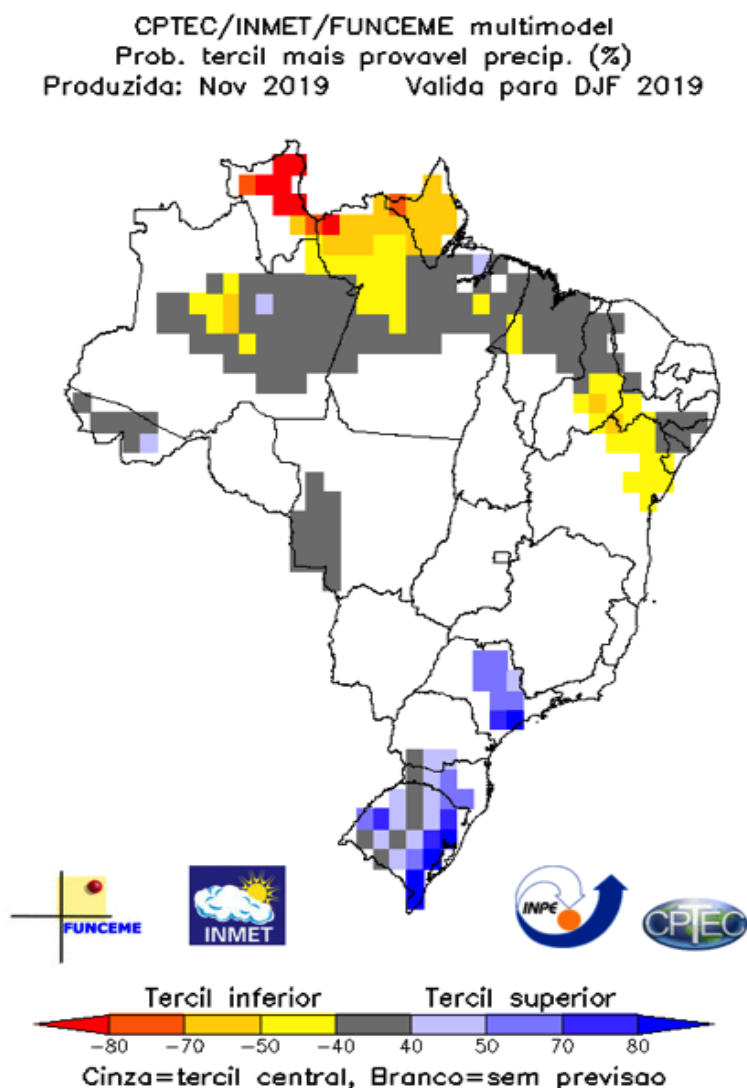 CPTEC/INMET/FUNCEME multimodel
Prob. tercil mais provavel precip. (%)
Produzida: Nov 2019 Valida para DJF 2019
FUNCEME
INMET
INPE
CPTEC
Tercil inferior Tercil superior
-80 -70 -50 -40 40 50 70 80
Cinza=tercil central, Branco=sem previsao